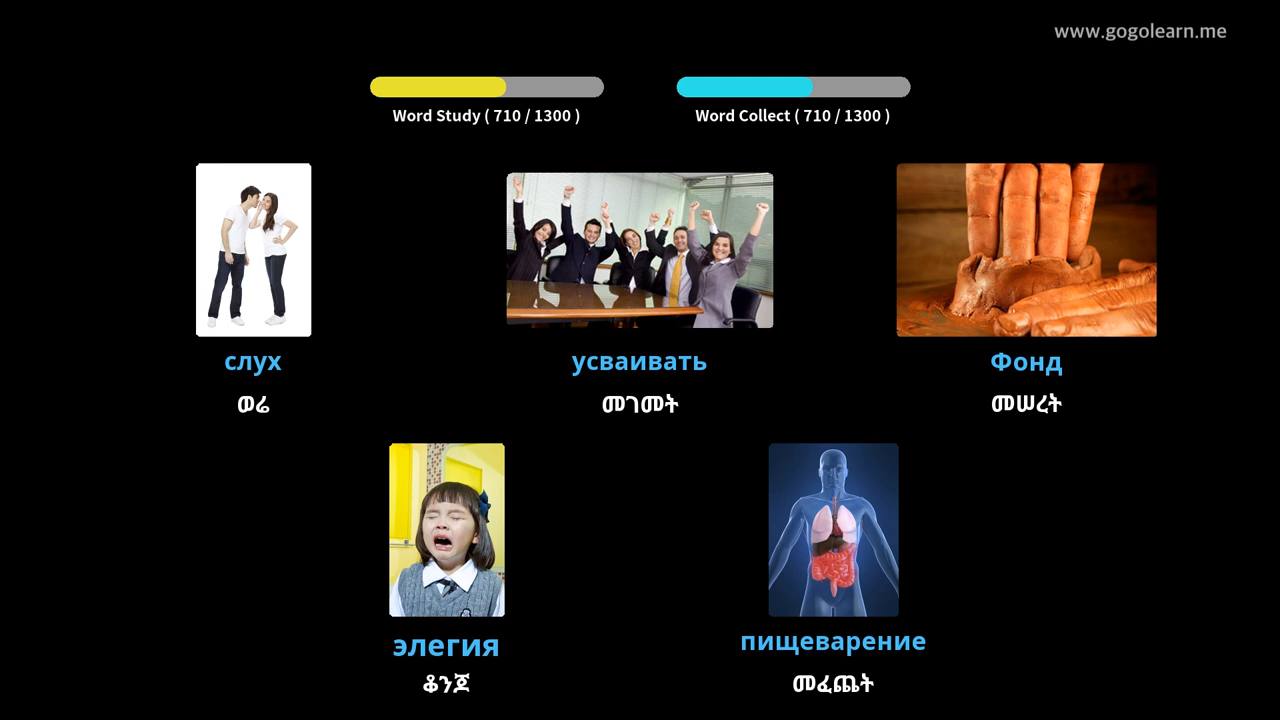 www.gogolearn.me
Word Study ( 710 / 1300 )
Word Collect ( 710 / 1300 )
слух
ወሬ
усваивать
መገመት
Фонд
መሠረት
элегия
ቆንጆ
пищеварение
መፈጨት